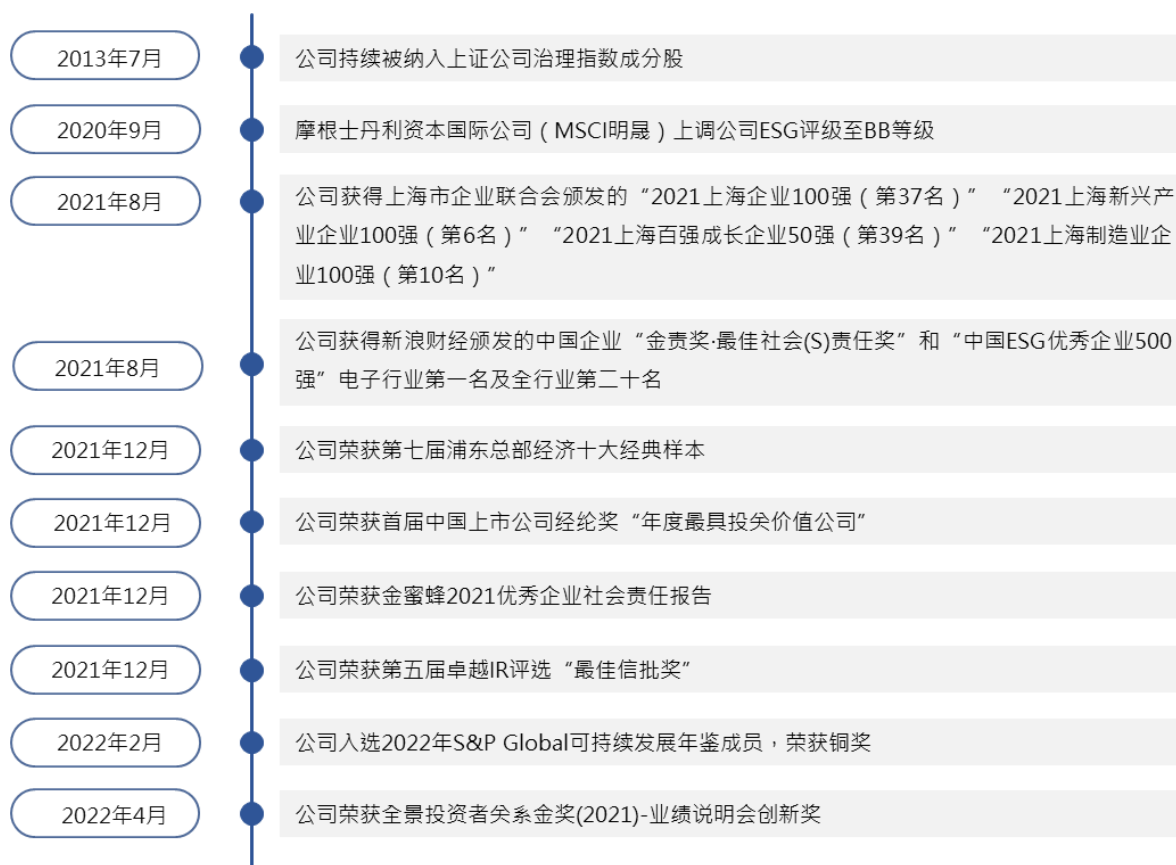 2013年7月
公司持续被纳入上证公司治理指数成分股
2020年9月
摩根士丹利资本国际公司（MSCI明晟）上调公司ESG评级至BB等级
2021年8月
公司获得上海市企业联合会颁发的“2021上海企业100强（第37名）”“2021上海新兴产
业企业100强（第6名）”“2021上海百强成长企业50强（第39名）”“2021上海制造业企
业100强（第10名）”
2021年8月
公司获得新浪财经颁发的中国企业“金责奖·最佳社会(S)责任奖”和“中国ESG优秀企业500
强”电子行业第一名及全行业第二十名
2021年12月
公司荣获第七届浦东总部经济十大经典样本
2021年12月
公司荣获首届中国上市公司经纶奖“年度最具投关价值公司”
2021年12月
公司荣获金蜜蜂2021优秀企业社会责任报告
2021年12月
公司荣获第五届卓越IR评选“最佳信批奖”
2022年2月
公司入选2022年S&P Global可持续发展年鉴成员，荣获铜奖
2022年4月
公司荣获全景投资者关系金奖(2021)-业绩说明会创新奖